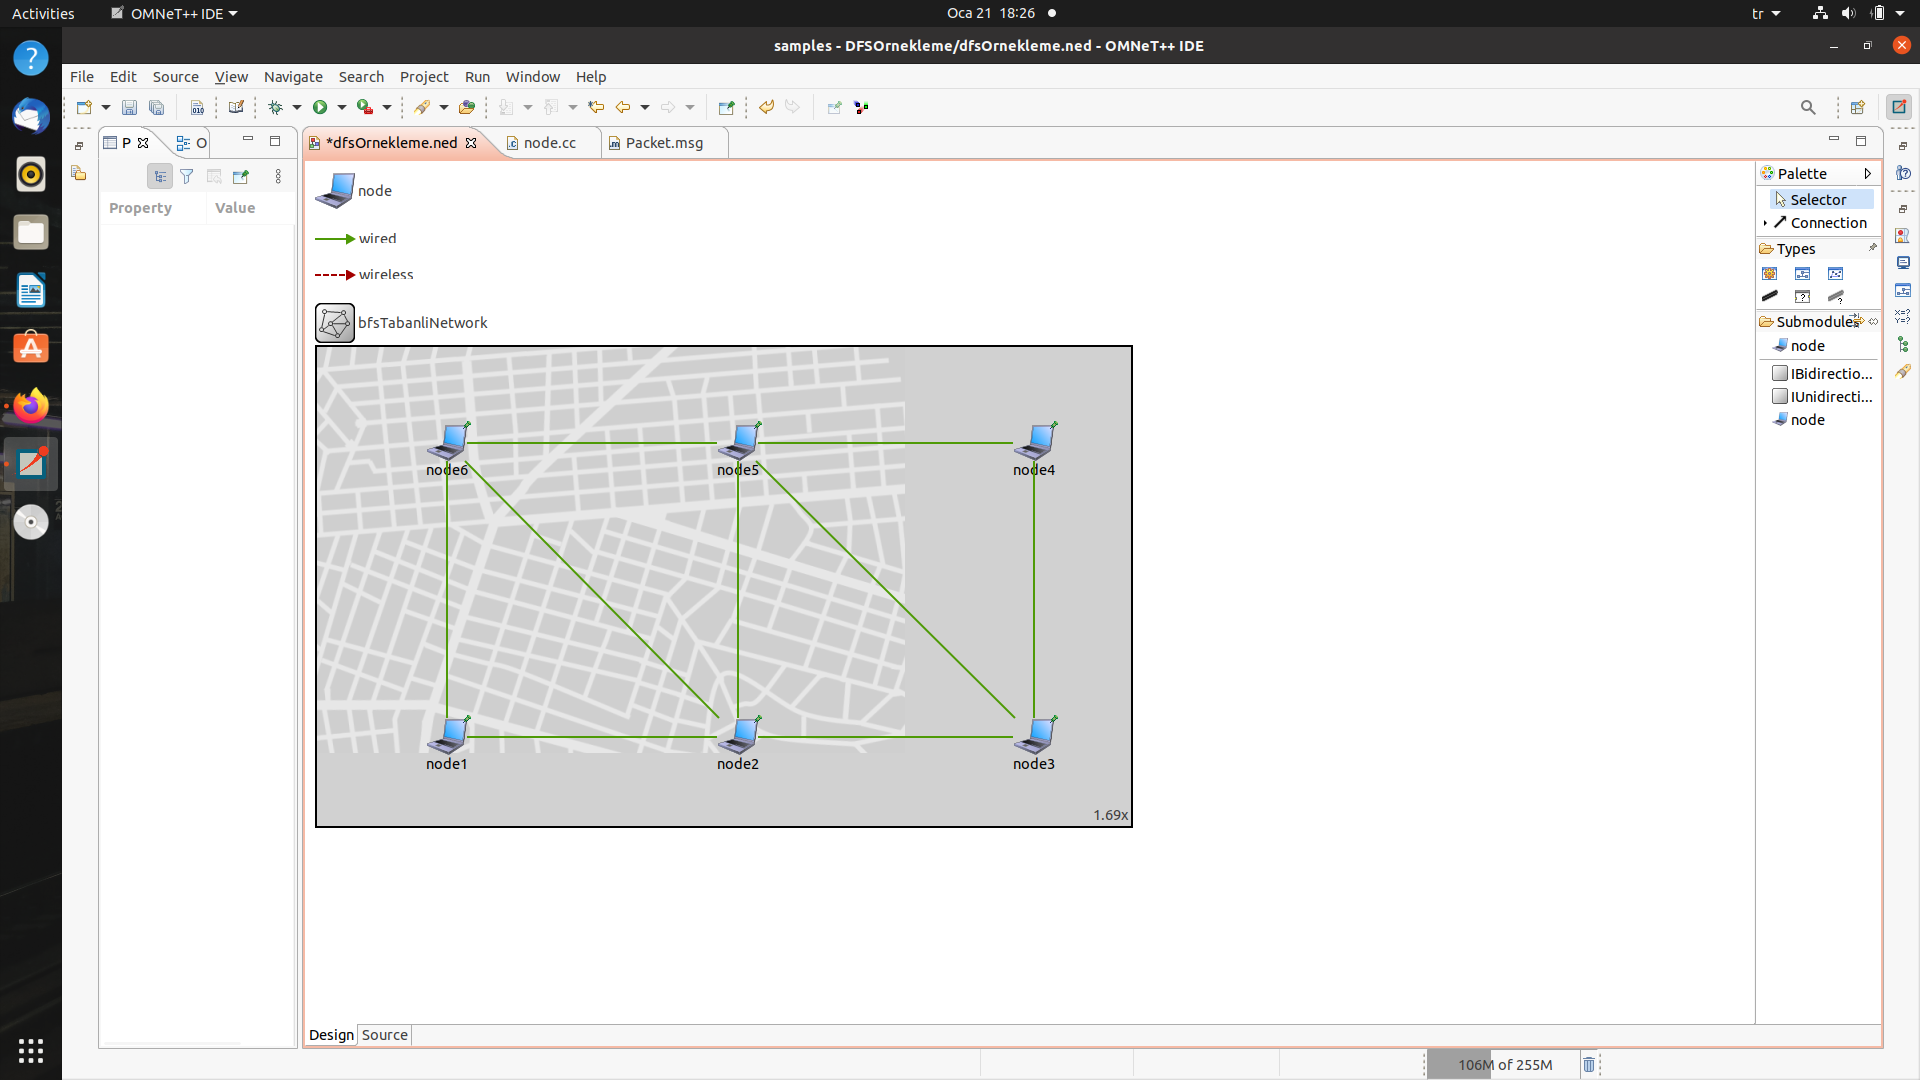 Activities OMNeT++ IDE Oca 21 18:26 tr
samples - DFSOrnekleme/dfsOrnekleme.ned - OMNeT++ IDE
File Edit Source View Navigate Search Project Run Window Help
P O *dfsOrnekleme.ned node.cc Packet.msg
Property Value
node
wired
wireless
bfsTabanliNetwork
node6 node5 node4
node1 node2 node3
1.69x
Palette
Selector
Connection
Types
Submodule
node
IBidirectio...
IUnidirecti...
node
Design Source
106M of 255M